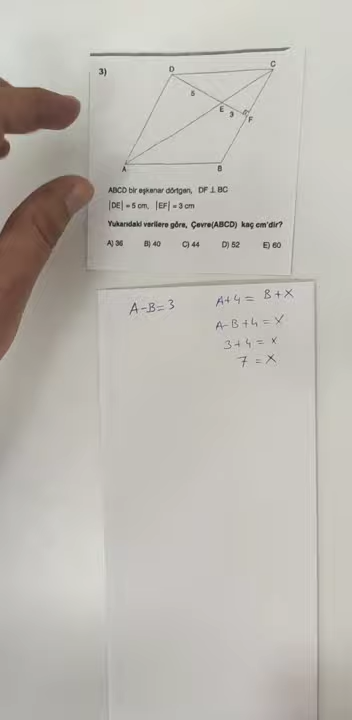 3)
D
C
5
E
3
F
A
B
ABCD bir eşkenar dörtgen, DF ⊥ BC
|DE| = 5 cm, |EF| = 3 cm
Yukarıdaki verilere göre, Çevre(ABCD) kaç cm'dir?
A) 36 B) 40 C) 44 D) 52 E) 60
A-B=3
A+4 = B+X
A-B+4 = X
3+4 = x
7 = X